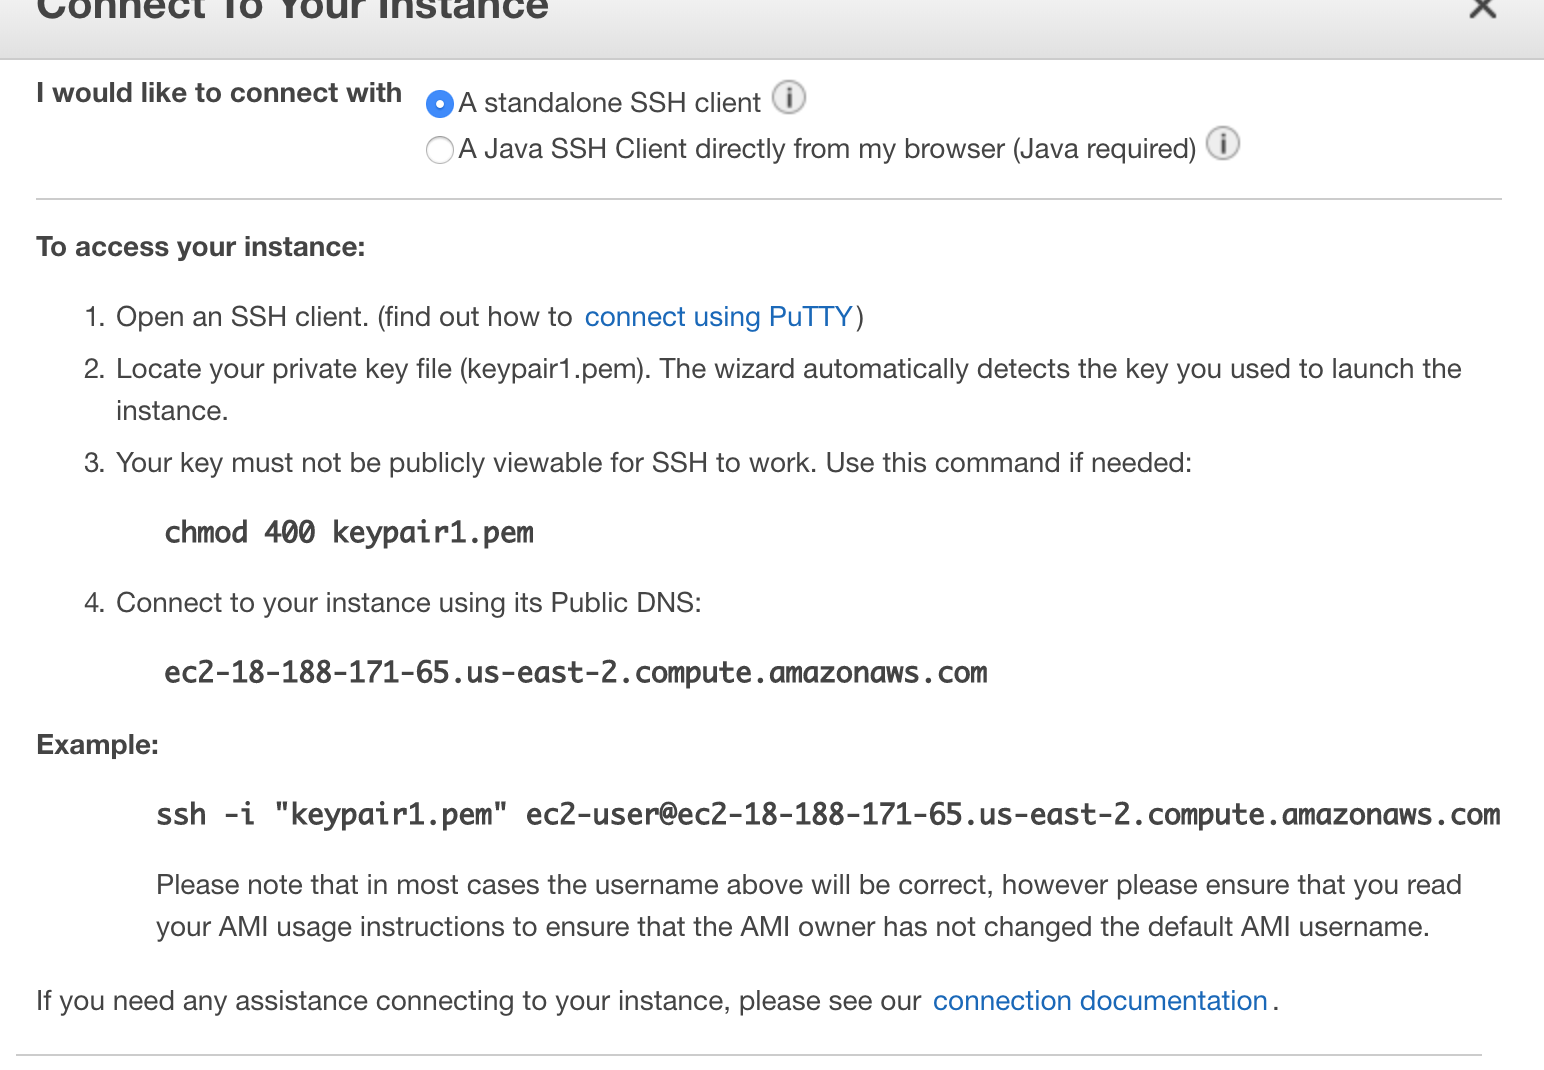 Connect To Your Instance
I would like to connect with
A standalone SSH client
A Java SSH Client directly from my browser (Java required)
To access your instance:
1. Open an SSH client. (find out how to connect using PuTTY)
2. Locate your private key file (keypair1.pem). The wizard automatically detects the key you used to launch the
instance.
3. Your key must not be publicly viewable for SSH to work. Use this command if needed:
chmod 400 keypair1.pem
4. Connect to your instance using its Public DNS:
ec2-18-188-171-65.us-east-2.compute.amazonaws.com
Example:
ssh -i "keypair1.pem" ec2-user@ec2-18-188-171-65.us-east-2.compute.amazonaws.com
Please note that in most cases the username above will be correct, however please ensure that you read
your AMI usage instructions to ensure that the AMI owner has not changed the default AMI username.
If you need any assistance connecting to your instance, please see our connection documentation.